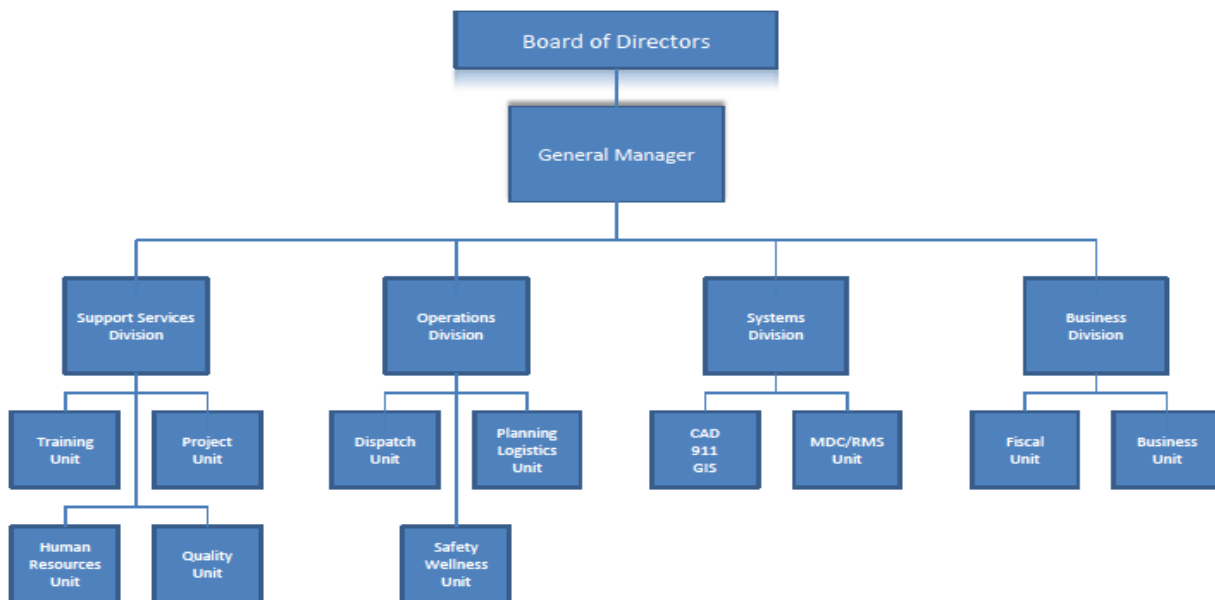 Board of Directors
General Manager
Support Services
Division
Operations
Division
Systems
Division
Business
Division
Training
Unit
Project
Unit
Dispatch
Unit
Planning
Logistics
Unit
CAD
911
GIS
MDC/RMS
Unit
Fiscal
Unit
Business
Unit
Human
Resources
Unit
Quality
Unit
Safety
Wellness
Unit